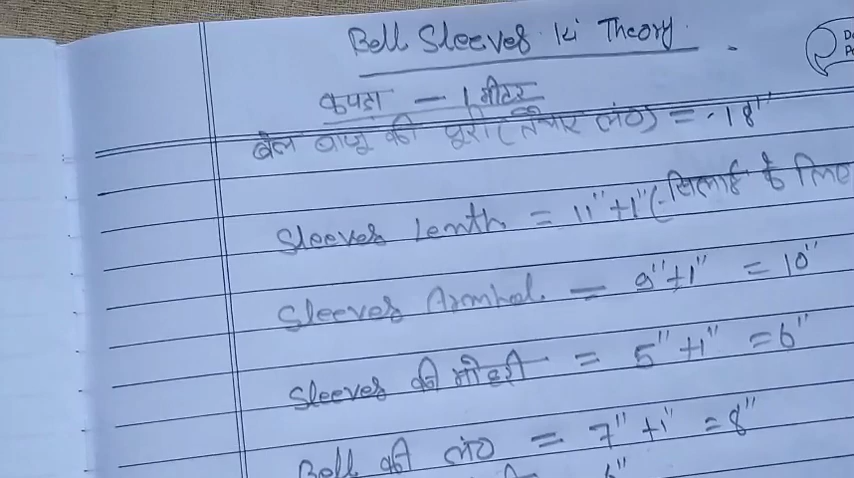 Bell Sleeves ki Theory.
कपडा — 1 मीटर
बेल बाजू की पूरी (तैयार लंठ) = 18"
Sleeves Lenth = 11"+1" (सिलाई के लिए
Sleeves Armhol. = 9"+1" = 10"
Sleeves की मोहरी = 5"+1" = 6"
Bell की लंठ = 7"+1" = 8"
6"